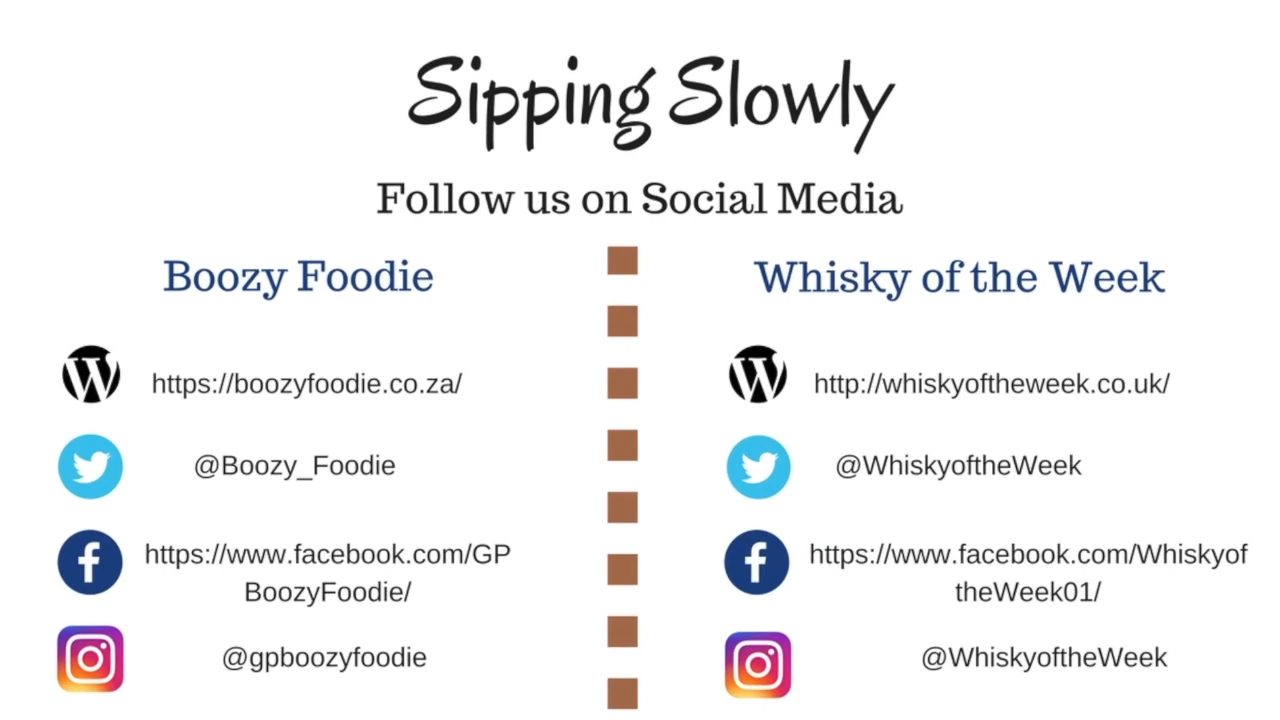 Sipping Slowly
Follow us on Social Media
Boozy Foodie
https://boozyfoodie.co.za/
@Boozy_Foodie
https://www.facebook.com/GP
BoozyFoodie/
@gpboozyfoodie
Whisky of the Week
http://whiskyoftheweek.co.uk/
@WhiskyoftheWeek
https://www.facebook.com/Whiskyof
theWeek01/
@WhiskyoftheWeek